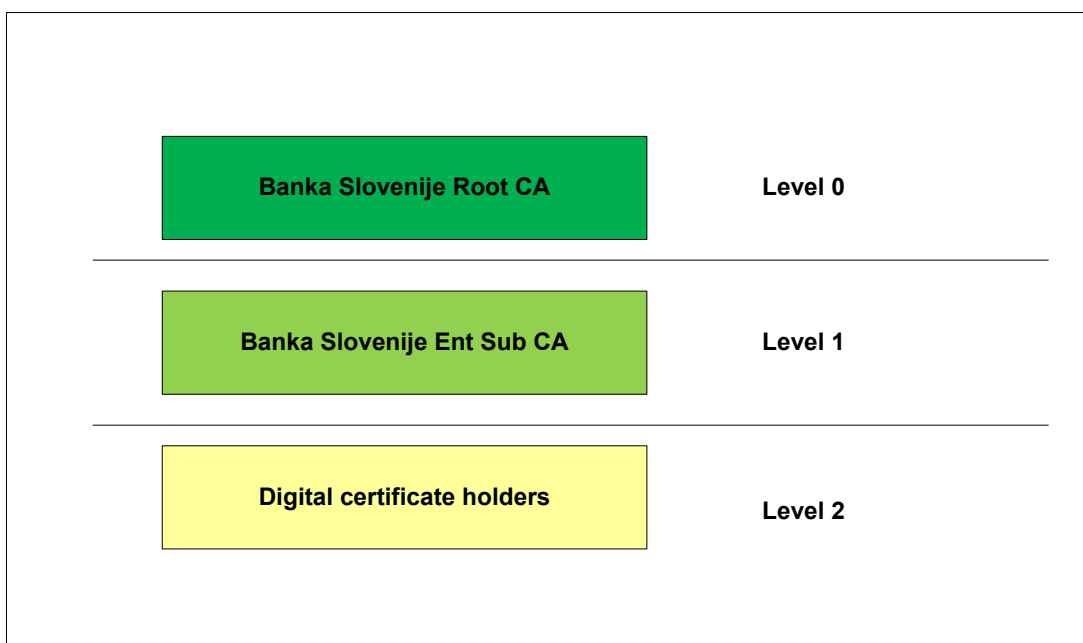 Banka Slovenije Root CA
Level 0
Banka Slovenije Ent Sub CA
Level 1
Digital certificate holders
Level 2